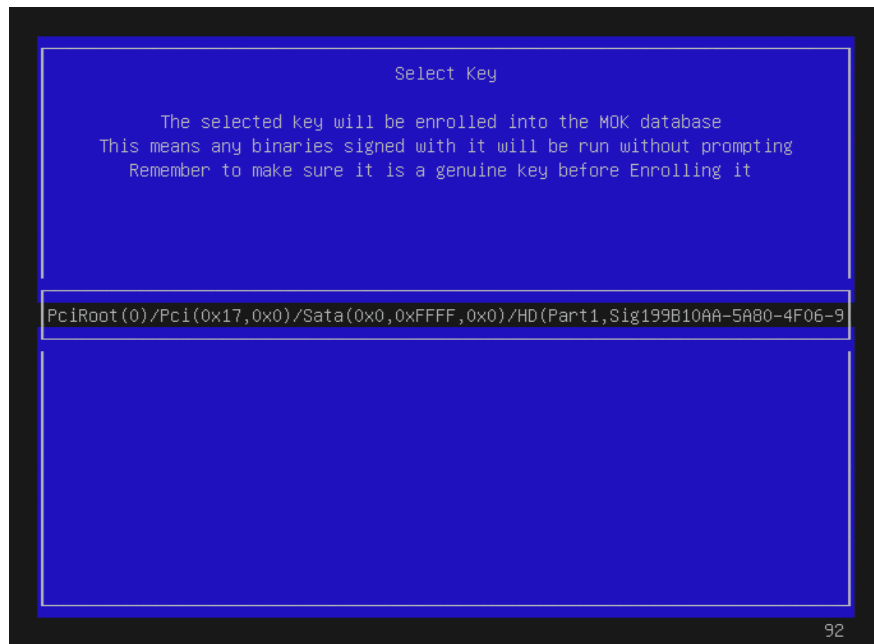 Select Key
The selected key will be enrolled into the MOK database
This means any binaries signed with it will be run without prompting
Remember to make sure it is a genuine key before Enrolling it
PciRoot(0)/Pci(0x17,0x0)/Sata(0x0,0xFFFF,0x0)/HD(Part1,Sig199B10AA-5A80-4F06-9
92